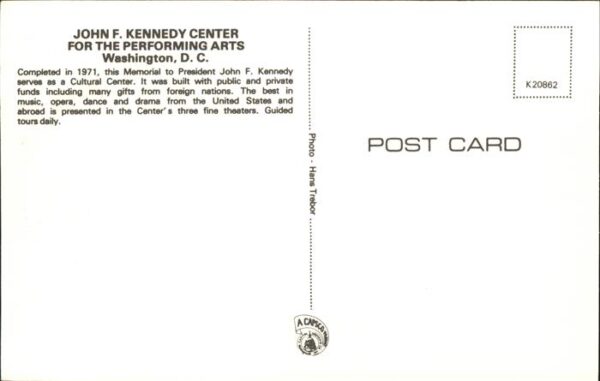 JOHN F. KENNEDY CENTER
FOR THE PERFORMING ARTS
Washington, D. C.
Completed in 1971, this Memorial to President John F. Kennedy
serves as a Cultural Center. It was built with public and private
funds including many gifts from foreign nations. The best in
music, opera, dance and drama from the United States and
abroad is presented in the Center's three fine theaters. Guided
tours daily.
Photo - Hans Trebor
K20862
POST CARD
A CAPSCO